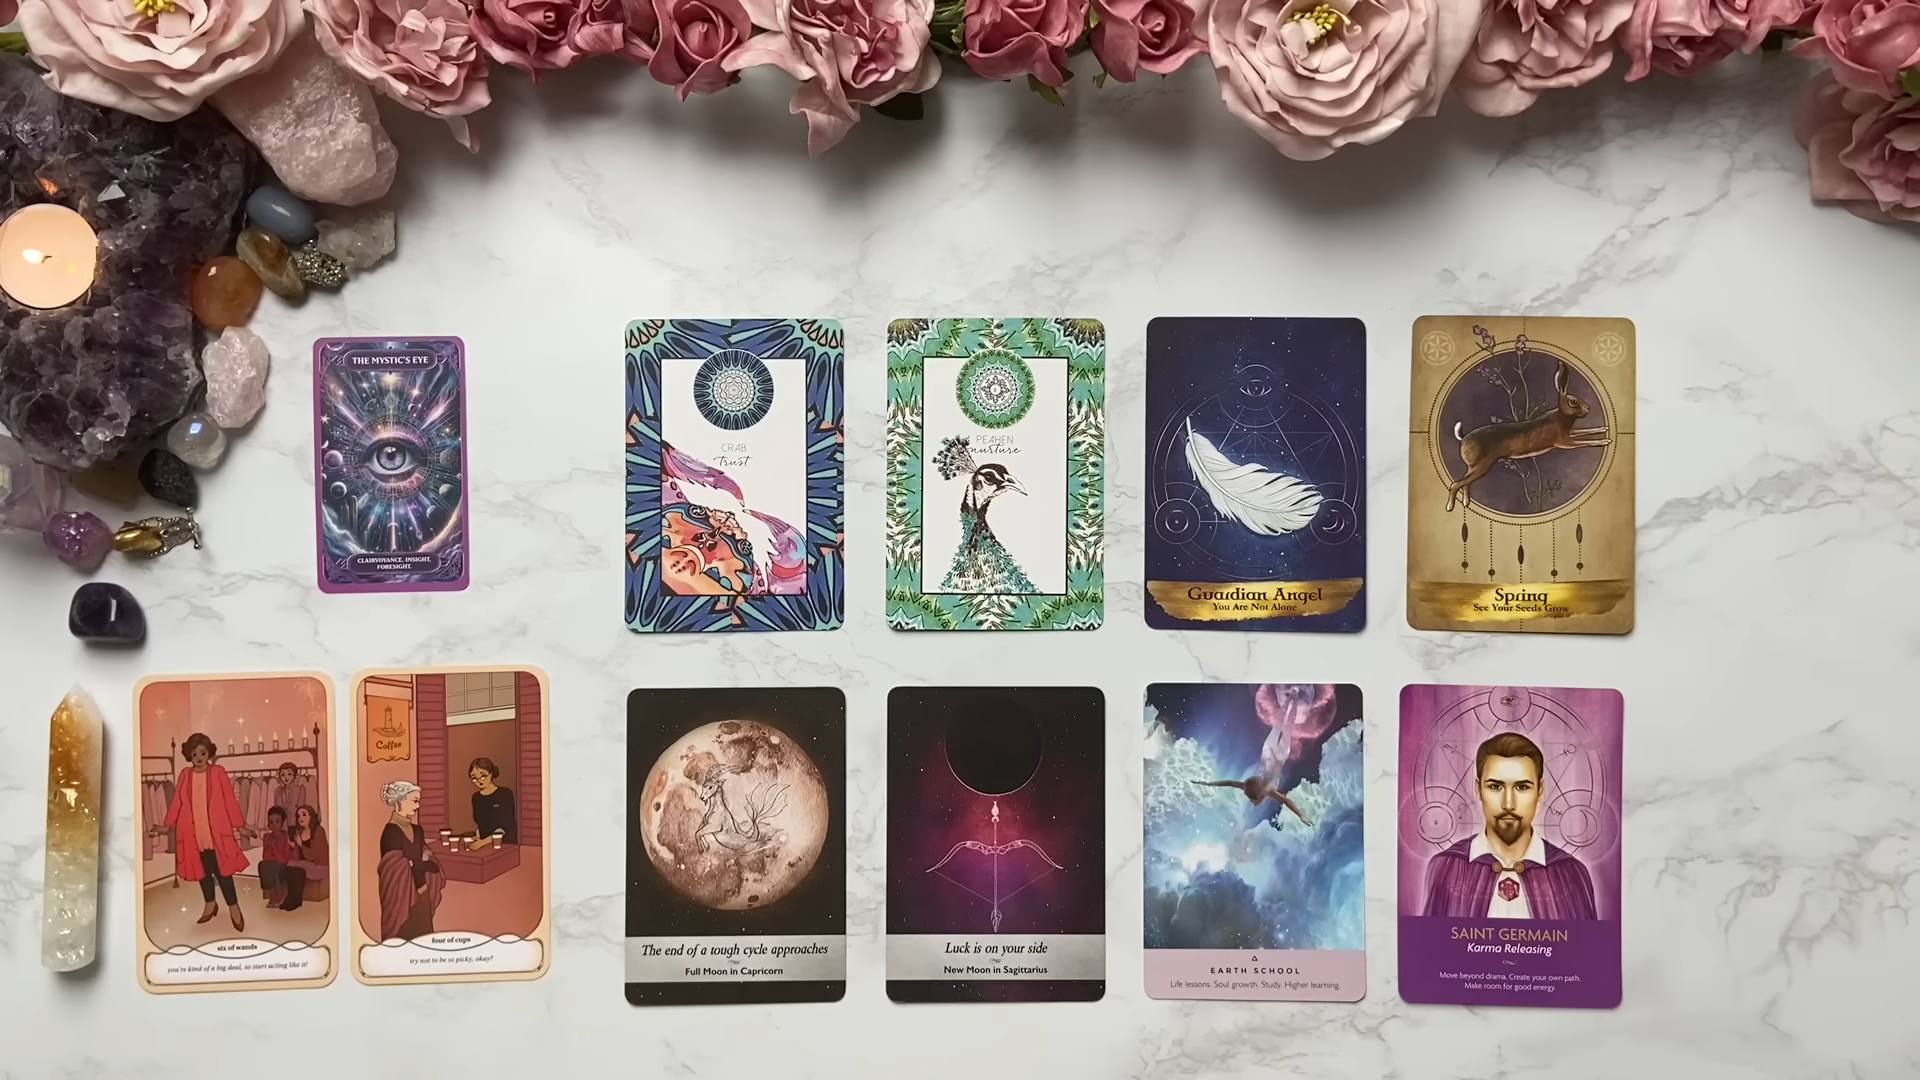 THE MYSTIC'S EYE
CLAIRVOYANCE, INSIGHT,
FORESIGHT.
CRAB
trust
PEAHEN
nurture
Guardian Angel
You Are Not Alone
Spring
See Your Seeds Grow
six of wands
you're kind of a big deal, so start acting like it!
Coffee
four of cups
try not to be so picky, okay?
The end of a tough cycle approaches
Full Moon in Capricorn
Luck is on your side
New Moon in Sagittarius
EARTH SCHOOL
Life lessons. Soul growth. Study. Higher learning.
SAINT GERMAIN
Karma Releasing
Move beyond drama. Create your own path.
Make room for good energy.